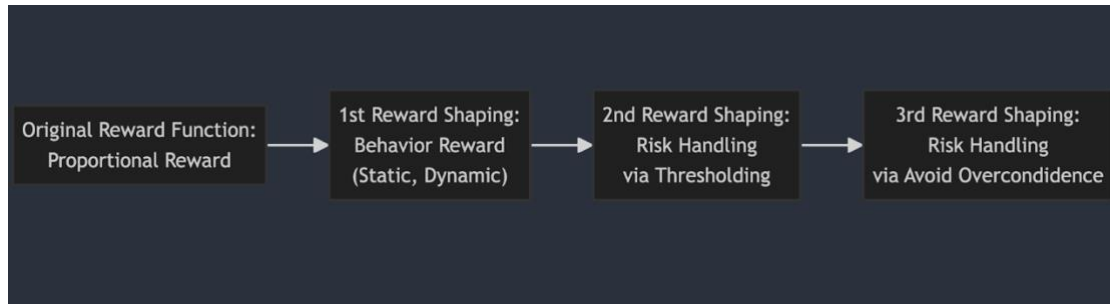 Original Reward Function:
Proportional Reward
1st Reward Shaping:
Behavior Reward
(Static, Dynamic)
2nd Reward Shaping:
Risk Handling
via Thresholding
3rd Reward Shaping:
Risk Handling
via Avoid Overcondidence